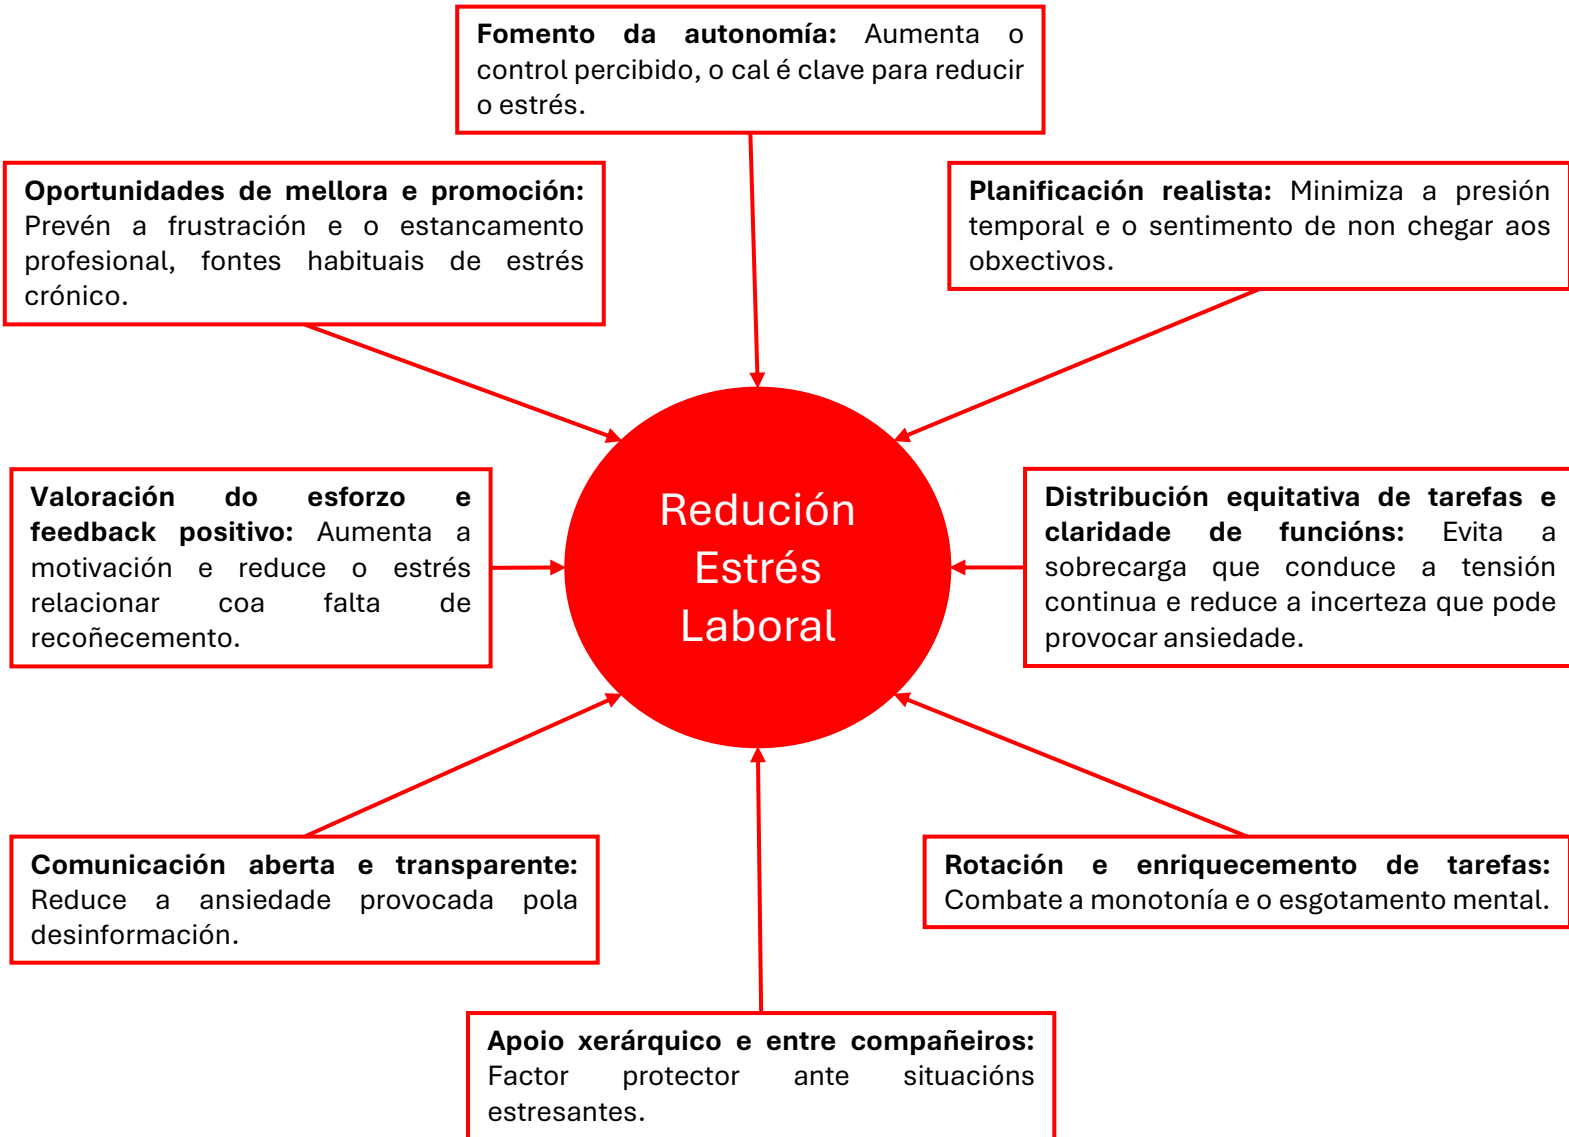 Fomento da autonomía: Aumenta o
control percibido, o cal é clave para reducir
o estrés.
Oportunidades de mellora e promoción:
Prevén a frustración e o estancamento
profesional, fontes habituais de estrés
crónico.
Planificación realista: Minimiza a presión
temporal e o sentimento de non chegar aos
obxectivos.
Valoración do esforzo e
feedback positivo: Aumenta a
motivación e reduce o estrés
relacionar coa falta de
recoñecemento.
Redución
Estrés
Laboral
Distribución equitativa de tarefas e
claridade de funcións: Evita a
sobrecarga que conduce a tensión
continua e reduce a incerteza que pode
provocar ansiedade.
Comunicación aberta e transparente:
Reduce a ansiedade provocada pola
desinformación.
Rotación e enriquecemento de tarefas:
Combate a monotonía e o esgotamento mental.
Apoio xerárquico e entre compañeiros:
Factor protector ante situacións
estresantes.